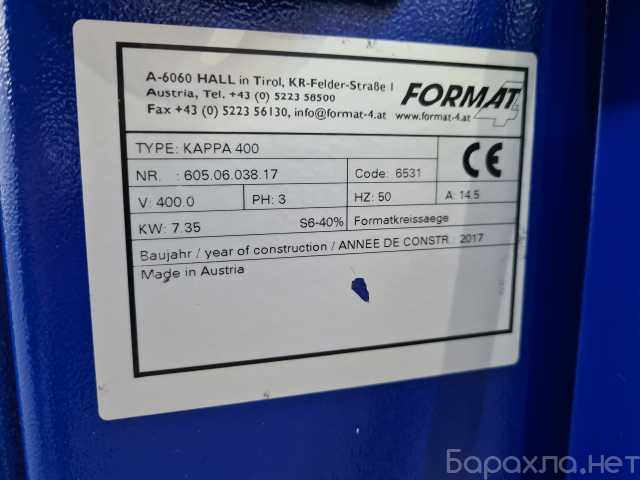 A-6060 HALL in Tirol, KR-Felder-Straße 1
Austria, Tel. +43 (0) 5223 58500
Fax +43 (0) 5223 56130, info@format-4.at
FORMAT 4
www.format-4.at
TYPE: KAPPA 400
NR. : 605.06.038.17 Code: 6531
CE
V: 400.0 PH: 3 HZ: 50 A: 14.5
KW: 7.35 S6-40% Formatkreissaege
Baujahr / year of construction / ANNEE DE CONSTR.: 2017
Made in Austria
Барахла.нет